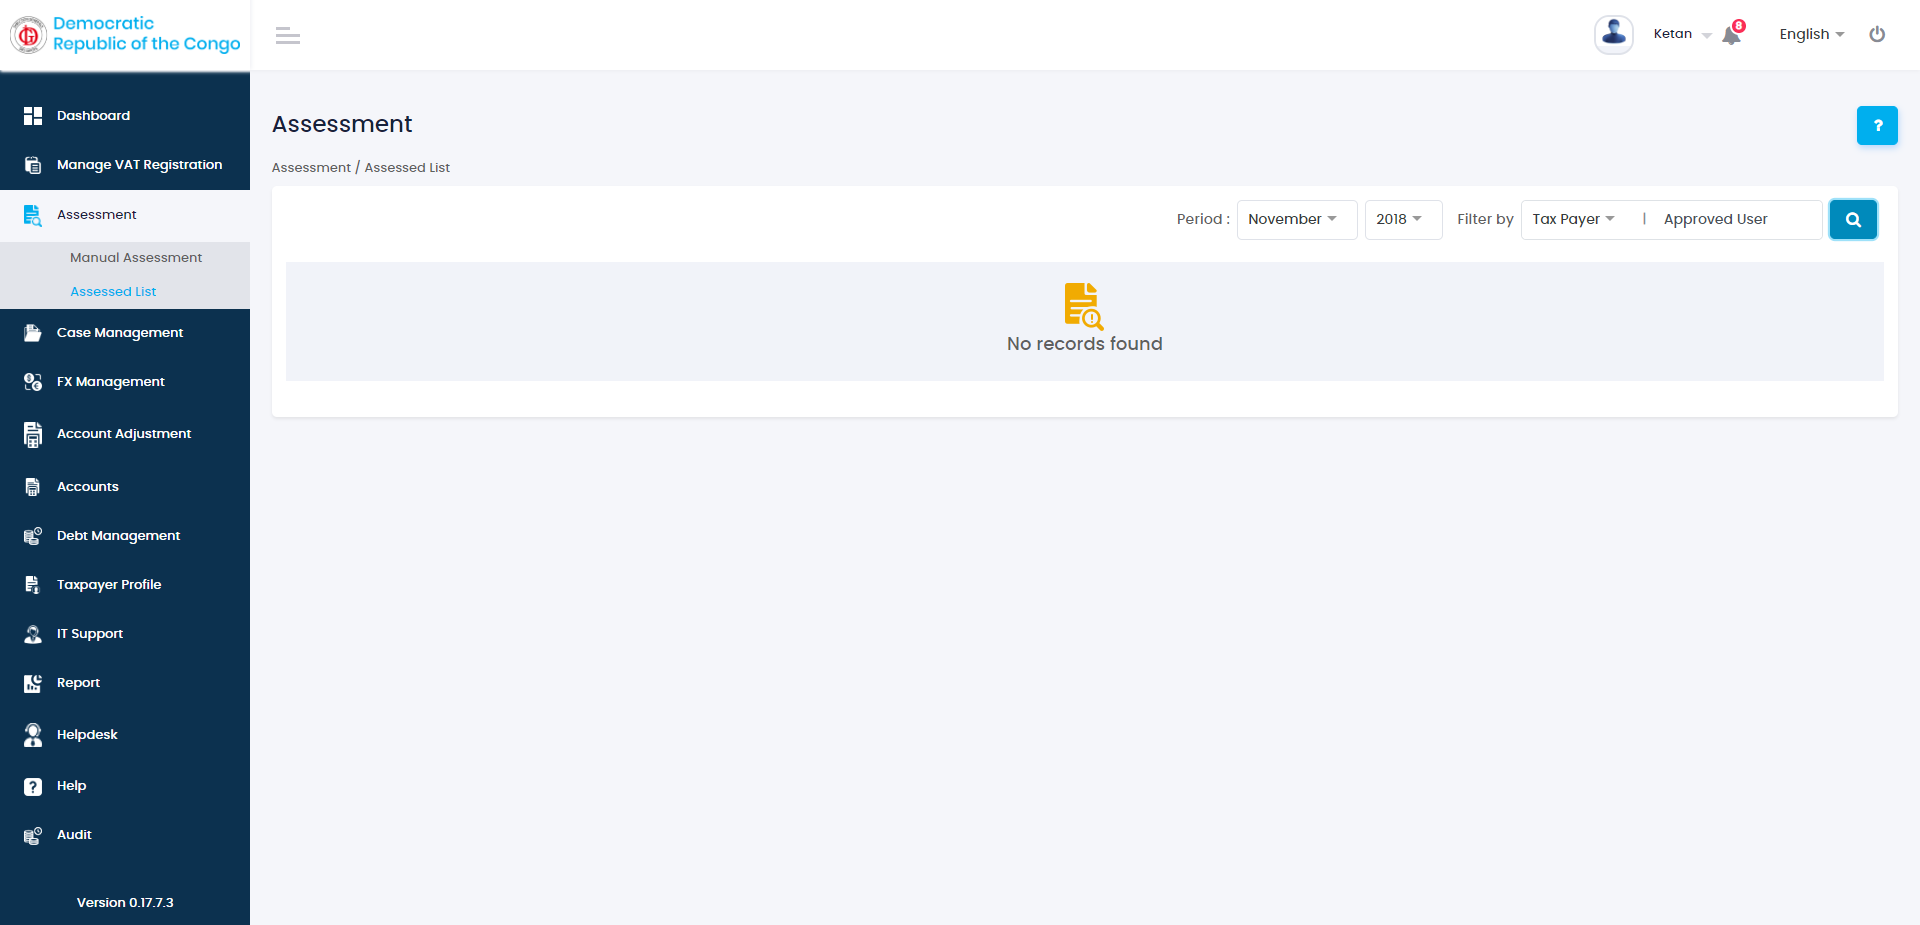 Democratic
Republic of the Congo
Ketan
8
English
Dashboard
Manage VAT Registration
Assessment
Manual Assessment
Assessed List
Case Management
FX Management
Account Adjustment
Accounts
Debt Management
Taxpayer Profile
IT Support
Report
Helpdesk
Help
Audit
Version 0.17.7.3
Assessment
?
Assessment / Assessed List
Period : November 2018 Filter by Tax Payer | Approved User
No records found